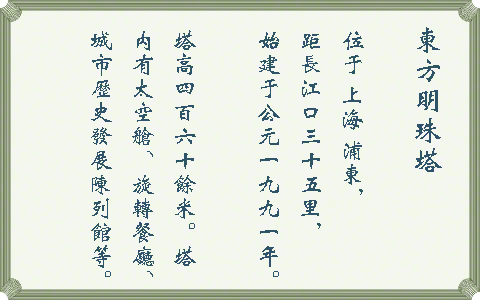 東方明珠塔
位于上海浦東，
距長江口三十五里，
始建于公元一九九一年。
塔高四百六十餘米。塔
内有太空艙、旋轉餐廳、
城市歷史發展陳列館等。